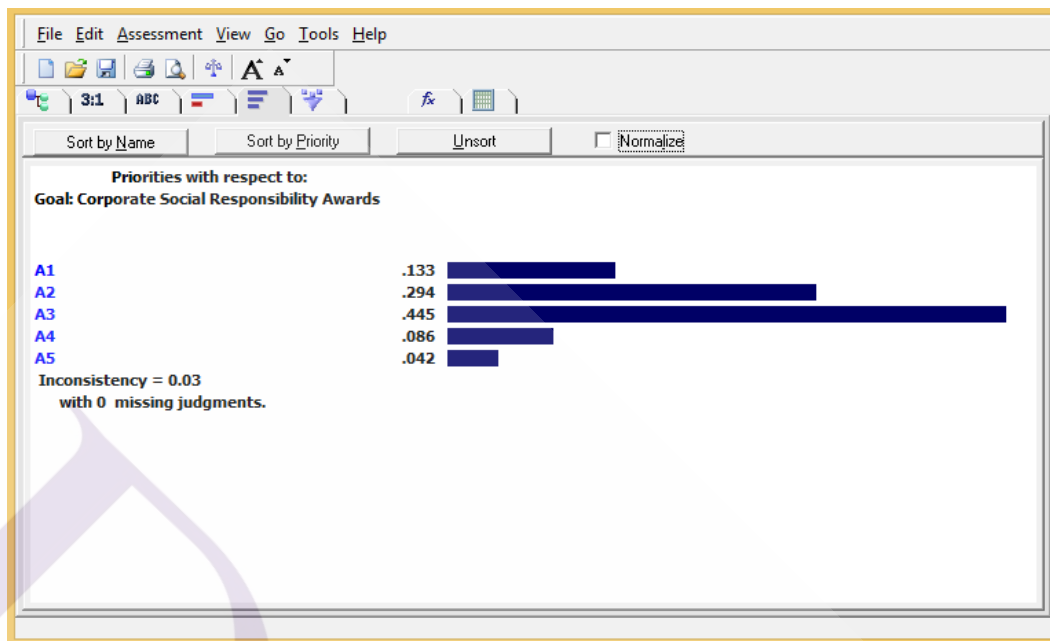 File Edit Assessment View Go Tools Help
A A
3:1 ABC fx
Sort by Name Sort by Priority Unsort Normalize
Priorities with respect to:
Goal: Corporate Social Responsibility Awards
A1 .133
A2 .294
A3 .445
A4 .086
A5 .042
Inconsistency = 0.03
with 0 missing judgments.